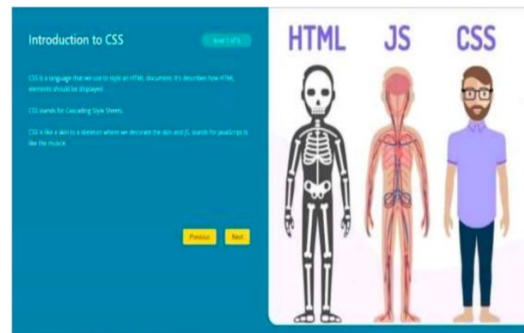 Introduction to CSS
CSS is a language that we use to style an HTML document. It's describes how HTML
elements should be displayed.
CSS stands for Cascading Style Sheets.
CSS is like a skin to a skeleton where we decorate the skin and JS, stands for JavaScript is
like the muscle.
Previous Next
HTML JS CSS